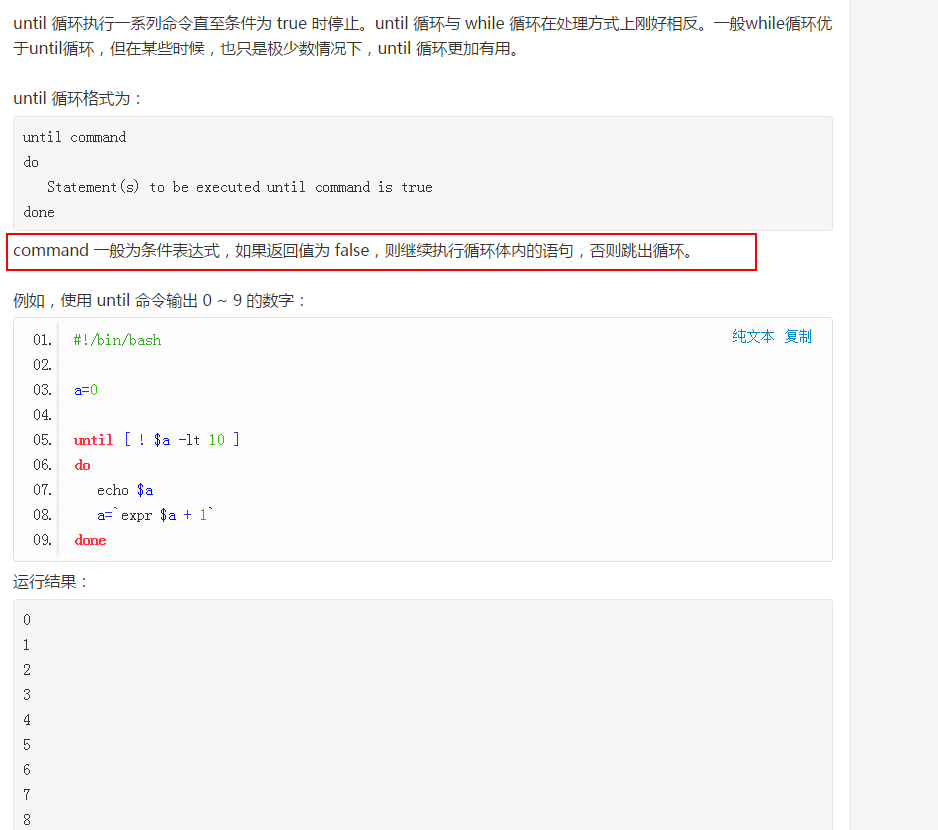 until 循环执行一系列命令直至条件为 true 时停止。until 循环与 while 循环在处理方式上刚好相反。一般while循环优
于until循环，但在某些时候，也只是极少数情况下，until 循环更加有用。
until 循环格式为：
until command
do
   Statement(s) to be executed until command is true
done
command 一般为条件表达式，如果返回值为 false，则继续执行循环体内的语句，否则跳出循环。
例如，使用 until 命令输出 0 ~ 9 的数字：
纯文本 复制
01. #!/bin/bash
02.
03. a=0
04.
05. until [ ! $a -lt 10 ]
06. do
07.    echo $a
08.    a=`expr $a + 1`
09. done
运行结果：
0
1
2
3
4
5
6
7
8